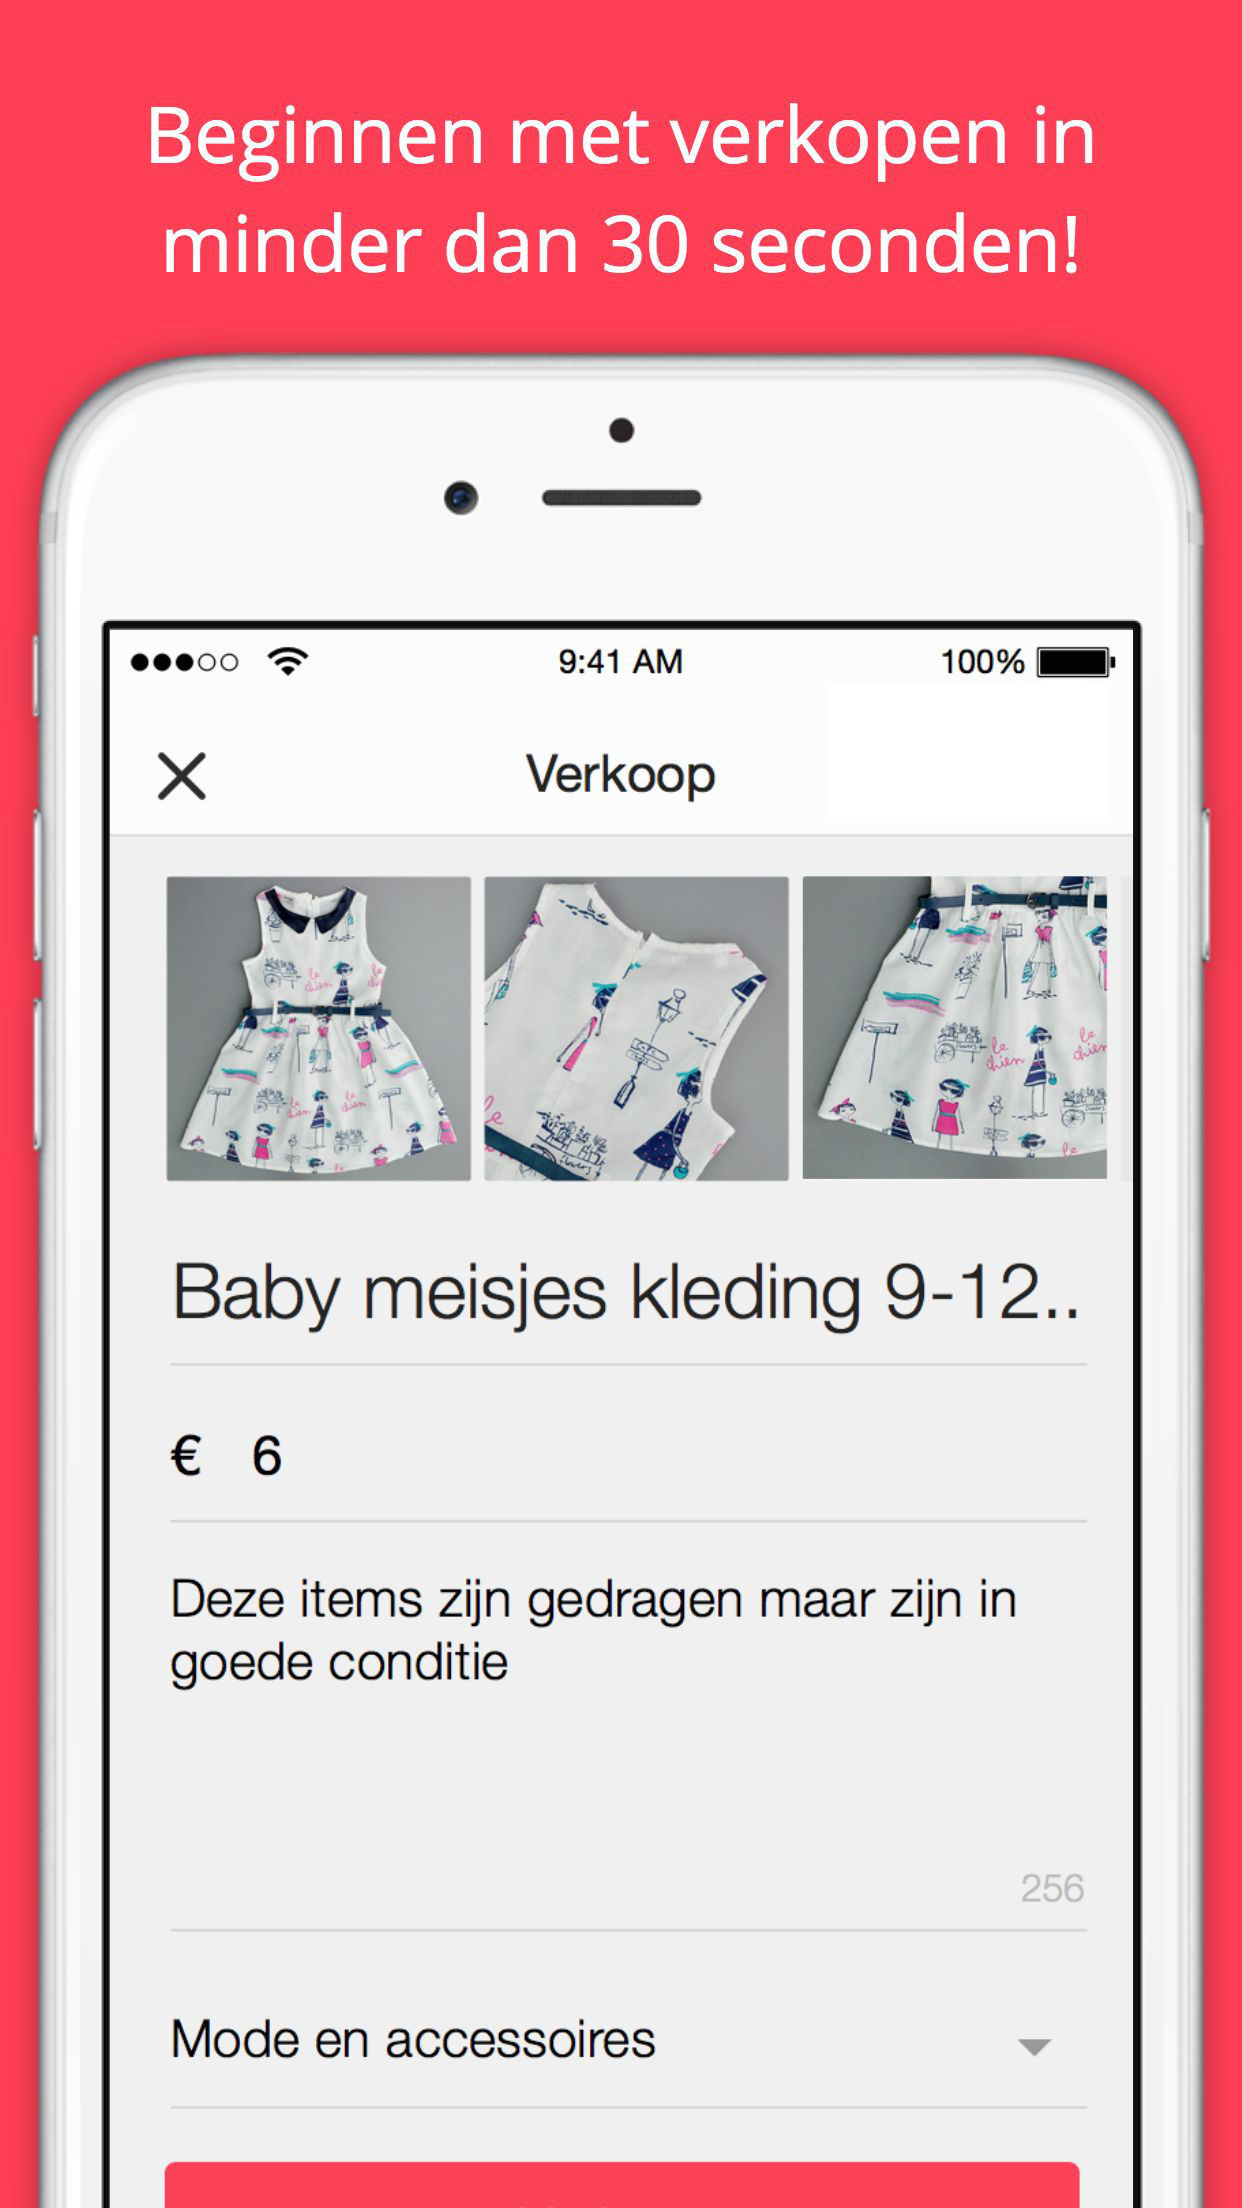 Beginnen met verkopen in
minder dan 30 seconden!
9:41 AM
100%
Verkoop
Baby meisjes kleding 9-12..
€ 6
Deze items zijn gedragen maar zijn in
goede conditie
256
Mode en accessoires